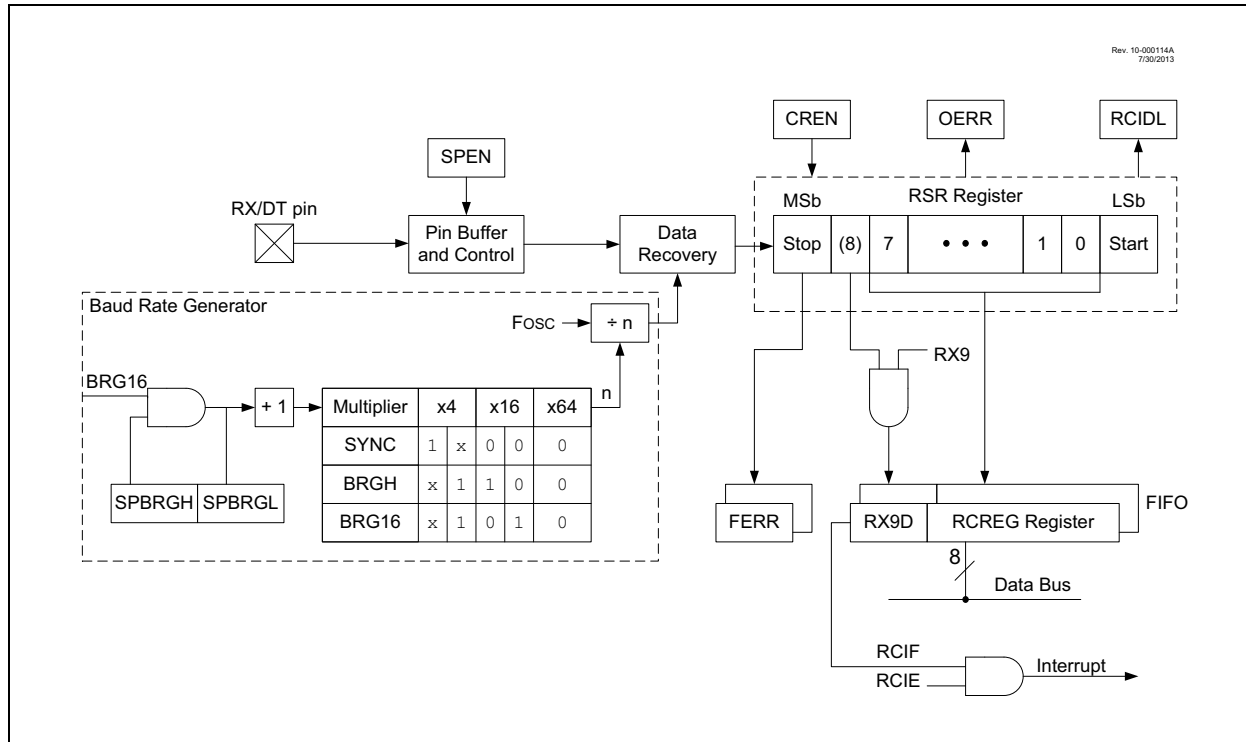 Rev. 10-000114A
7/30/2013
CREN
OERR
RCIDL
SPEN
RX/DT pin
Pin Buffer
and Control
Data
Recovery
MSb
RSR Register
LSb
Stop (8) 7 • • • 1 0 Start
Baud Rate Generator
FOSC
÷ n
RX9
BRG16
+ 1
n
Multiplier x4 x16 x64
SYNC 1 x 0 0 0
BRGH x 1 1 0 0
BRG16 x 1 0 1 0
SPBRGH SPBRGL
FERR
RX9D
RCREG Register
FIFO
8
Data Bus
RCIF
RCIE
Interrupt